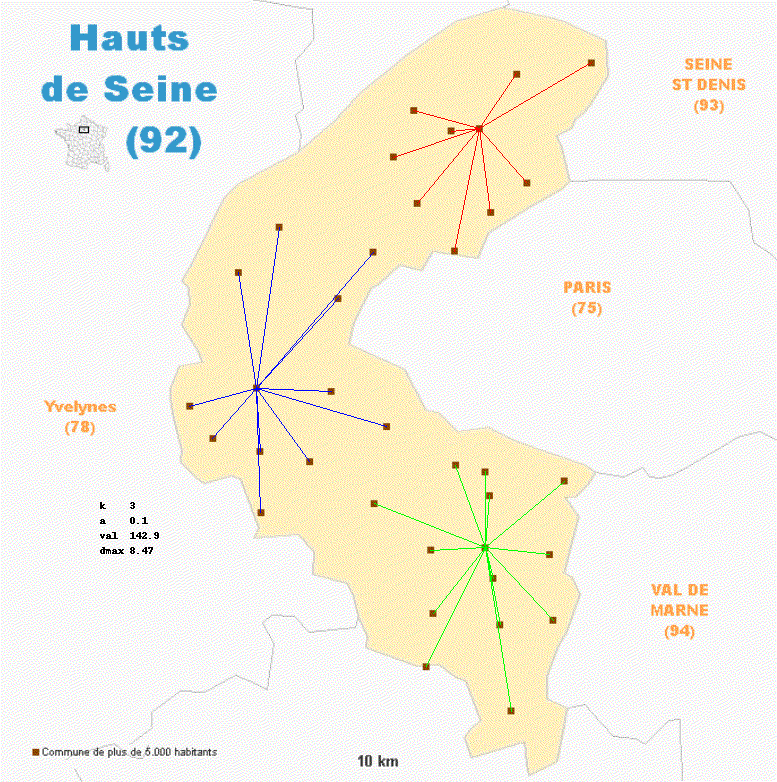 Hauts
de Seine
(92)
SEINE
ST DENIS
(93)
PARIS
(75)
Yvelynes
(78)
k 3
a 0.1
val 142.9
dmax 8.47
VAL DE
MARNE
(94)
Commune de plus de 5.000 habitants
10 km